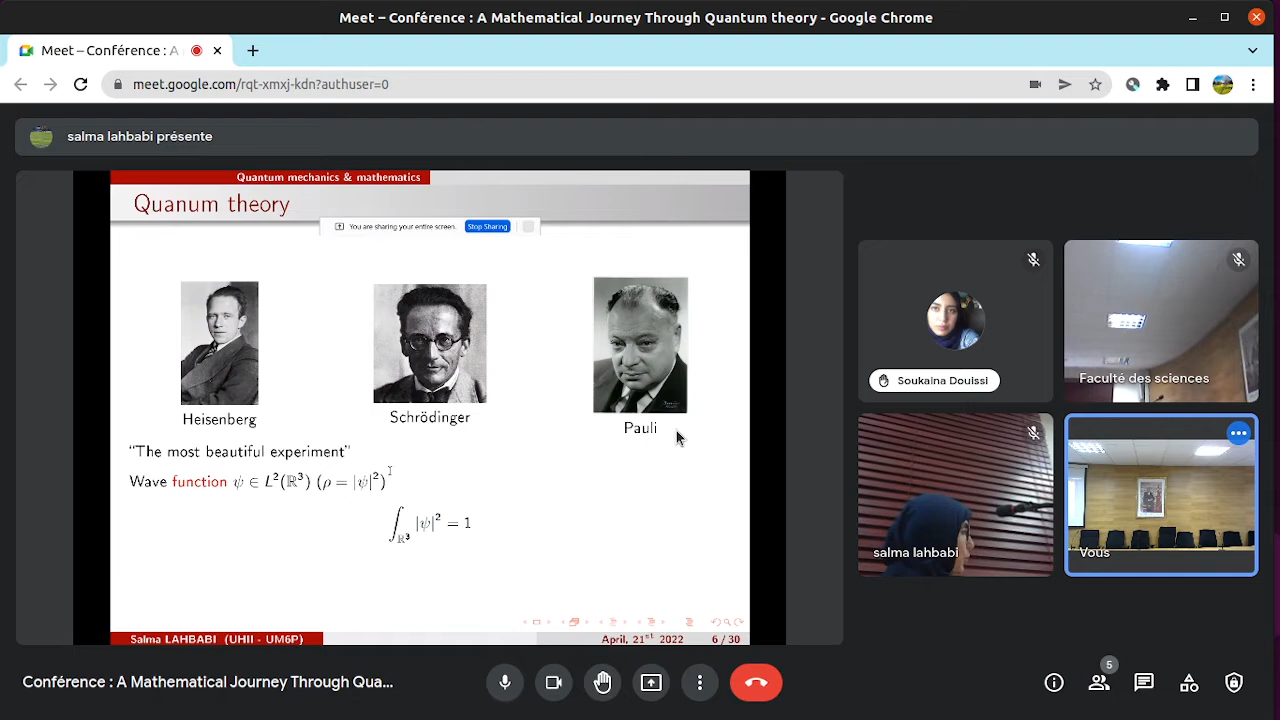 Meet – Conférence : A Mathematical Journey Through Quantum theory - Google Chrome
Meet – Conférence : A
meet.google.com/rqt-xmxj-kdn?authuser=0
salma lahbabi présente
Quantum mechanics & mathematics
Quanum theory
You are sharing your entire screen.
Stop Sharing
Heisenberg
Schrödinger
Pauli
"The most beautiful experiment"
Wave function ψ ∈ L²(ℝ³) (ρ = |ψ|²)
∫ℝ³ |ψ|² = 1
Salma LAHBABI (UHII - UM6P)
April, 21st 2022
6 / 30
Soukaina Douissi
Faculté des sciences
salma lahbabi
Vous
Conférence : A Mathematical Journey Through Qua...
5